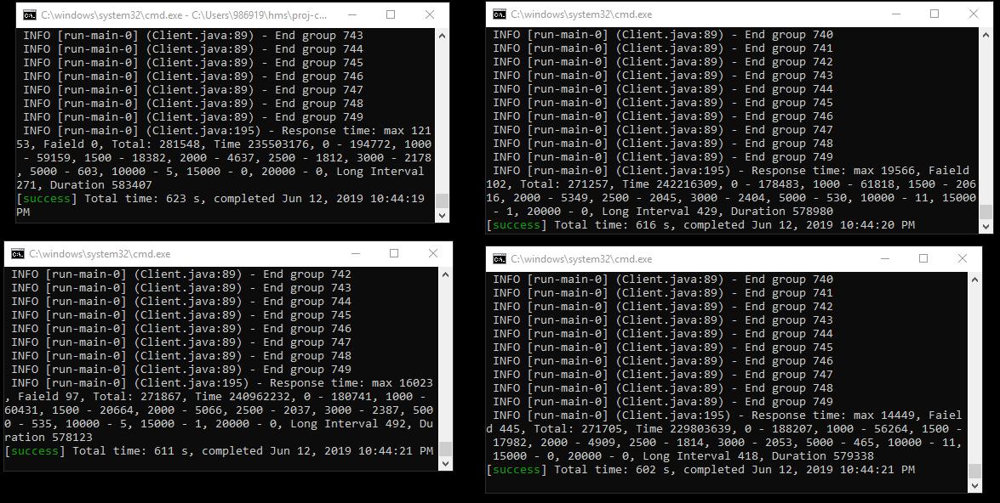 C:\windows\system32\cmd.exe - C:\Users\986919\hms\proj-c...
INFO [run-main-0] (Client.java:89) - End group 743
INFO [run-main-0] (Client.java:89) - End group 744
INFO [run-main-0] (Client.java:89) - End group 745
INFO [run-main-0] (Client.java:89) - End group 746
INFO [run-main-0] (Client.java:89) - End group 747
INFO [run-main-0] (Client.java:89) - End group 748
INFO [run-main-0] (Client.java:89) - End group 749
INFO [run-main-0] (Client.java:195) - Response time: max 121
53, Faield 0, Total: 281548, Time 235503176, 0 - 194772, 1000
- 59159, 1500 - 18382, 2000 - 4637, 2500 - 1812, 3000 - 2178
, 5000 - 603, 10000 - 5, 15000 - 0, 20000 - 0, Long Interval
271, Duration 583407
[success] Total time: 623 s, completed Jun 12, 2019 10:44:19
PM
C:\windows\system32\cmd.exe
INFO [run-main-0] (Client.java:89) - End group 740
INFO [run-main-0] (Client.java:89) - End group 741
INFO [run-main-0] (Client.java:89) - End group 742
INFO [run-main-0] (Client.java:89) - End group 743
INFO [run-main-0] (Client.java:89) - End group 744
INFO [run-main-0] (Client.java:89) - End group 745
INFO [run-main-0] (Client.java:89) - End group 746
INFO [run-main-0] (Client.java:89) - End group 747
INFO [run-main-0] (Client.java:89) - End group 748
INFO [run-main-0] (Client.java:89) - End group 749
INFO [run-main-0] (Client.java:195) - Response time: max 19566, Faield
102, Total: 271257, Time 242216309, 0 - 178483, 1000 - 61818, 1500 - 206
16, 2000 - 5349, 2500 - 2045, 3000 - 2404, 5000 - 530, 10000 - 11, 15000
- 1, 20000 - 0, Long Interval 429, Duration 578980
[success] Total time: 616 s, completed Jun 12, 2019 10:44:20 PM
C:\windows\system32\cmd.exe
INFO [run-main-0] (Client.java:89) - End group 742
INFO [run-main-0] (Client.java:89) - End group 743
INFO [run-main-0] (Client.java:89) - End group 744
INFO [run-main-0] (Client.java:89) - End group 745
INFO [run-main-0] (Client.java:89) - End group 746
INFO [run-main-0] (Client.java:89) - End group 747
INFO [run-main-0] (Client.java:89) - End group 748
INFO [run-main-0] (Client.java:89) - End group 749
INFO [run-main-0] (Client.java:195) - Response time: max 16023
, Faield 97, Total: 271867, Time 240962232, 0 - 180741, 1000 -
60431, 1500 - 20664, 2000 - 5066, 2500 - 2037, 3000 - 2387, 500
0 - 535, 10000 - 5, 15000 - 1, 20000 - 0, Long Interval 492, Du
ration 578123
[success] Total time: 611 s, completed Jun 12, 2019 10:44:21 PM
C:\windows\system32\cmd.exe
INFO [run-main-0] (Client.java:89) - End group 740
INFO [run-main-0] (Client.java:89) - End group 741
INFO [run-main-0] (Client.java:89) - End group 742
INFO [run-main-0] (Client.java:89) - End group 743
INFO [run-main-0] (Client.java:89) - End group 744
INFO [run-main-0] (Client.java:89) - End group 745
INFO [run-main-0] (Client.java:89) - End group 746
INFO [run-main-0] (Client.java:89) - End group 747
INFO [run-main-0] (Client.java:89) - End group 748
INFO [run-main-0] (Client.java:89) - End group 749
INFO [run-main-0] (Client.java:195) - Response time: max 14449, Faiel
d 445, Total: 271705, Time 229803639, 0 - 188207, 1000 - 56264, 1500 -
17982, 2000 - 4909, 2500 - 1814, 3000 - 2053, 5000 - 465, 10000 - 11,
15000 - 0, 20000 - 0, Long Interval 418, Duration 579338
[success] Total time: 602 s, completed Jun 12, 2019 10:44:21 PM